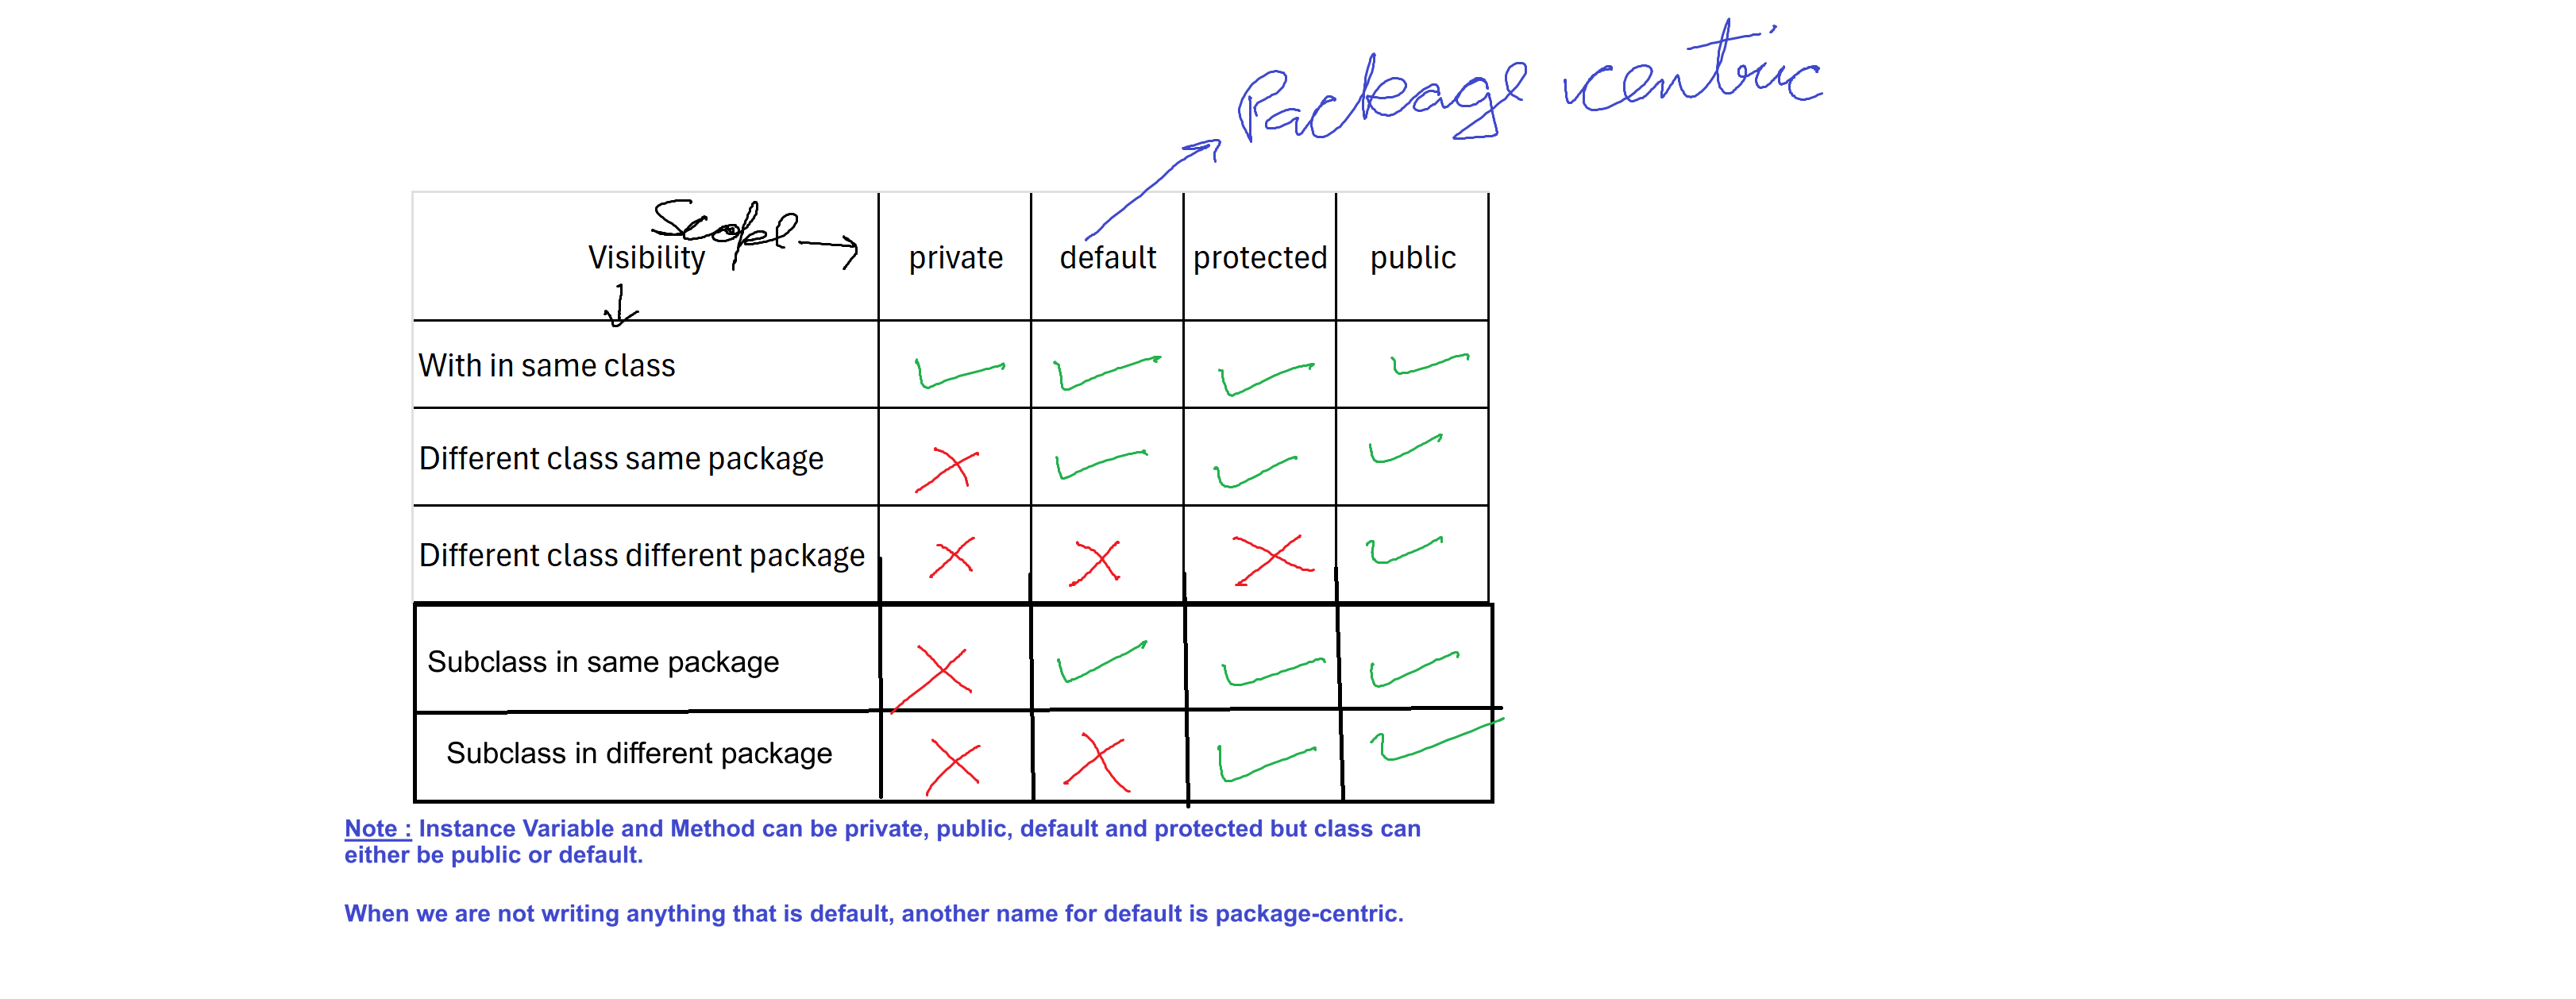 Package centric
Scope →
Visibility private default protected public
With in same class ✓ ✓ ✓ ✓
Different class same package ✗ ✓ ✓ ✓
Different class different package ✗ ✗ ✗ ✓
Subclass in same package ✗ ✓ ✓ ✓
Subclass in different package ✗ ✗ ✓ ✓
Note : Instance Variable and Method can be private, public, default and protected but class can
either be public or default.
When we are not writing anything that is default, another name for default is package-centric.